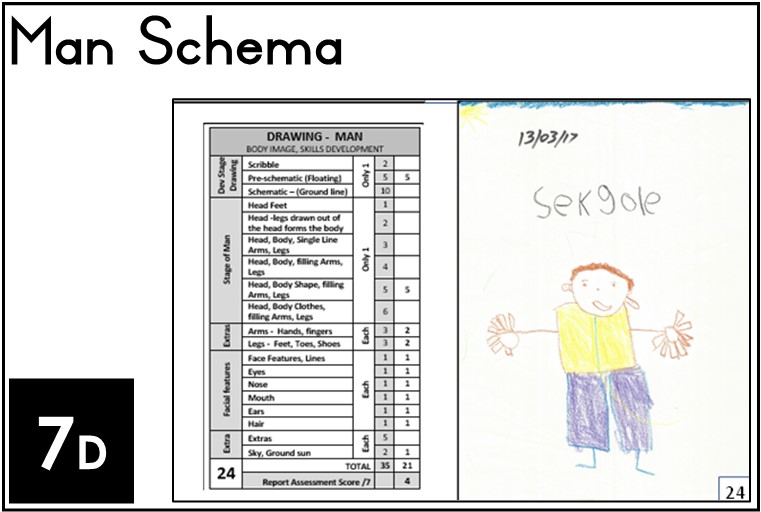 Man Schema
DRAWING - MAN
BODY IMAGE, SKILLS DEVELOPMENT
Dev Stage Drawing
Only 1
Scribble 2
Pre-schematic (Floating) 5 5
Schematic – (Ground line) 10
Stage of Man
Only 1
Head Feet 1
Head -legs drawn out of
the head forms the body 2
Head, Body, Single Line
Arms, Legs 3
Head, Body, filling Arms,
Legs 4
Head, Body Shape, filling
Arms, Legs 5 5
Head, Body Clothes,
filling Arms, Legs 6
Extras
Each
Arms - Hands, fingers 3 2
Legs - Feet, Toes, Shoes 3 2
Facial features
Each
Face Features, Lines 1 1
Eyes 1 1
Nose 1 1
Mouth 1 1
Ears 1 1
Hair 1 1
Extra
Each
Extras 5
Sky, Ground sun 2 1
24
TOTAL 35 21
Report Assessment Score /7 4
13/03/17
Sekgole
24
7D